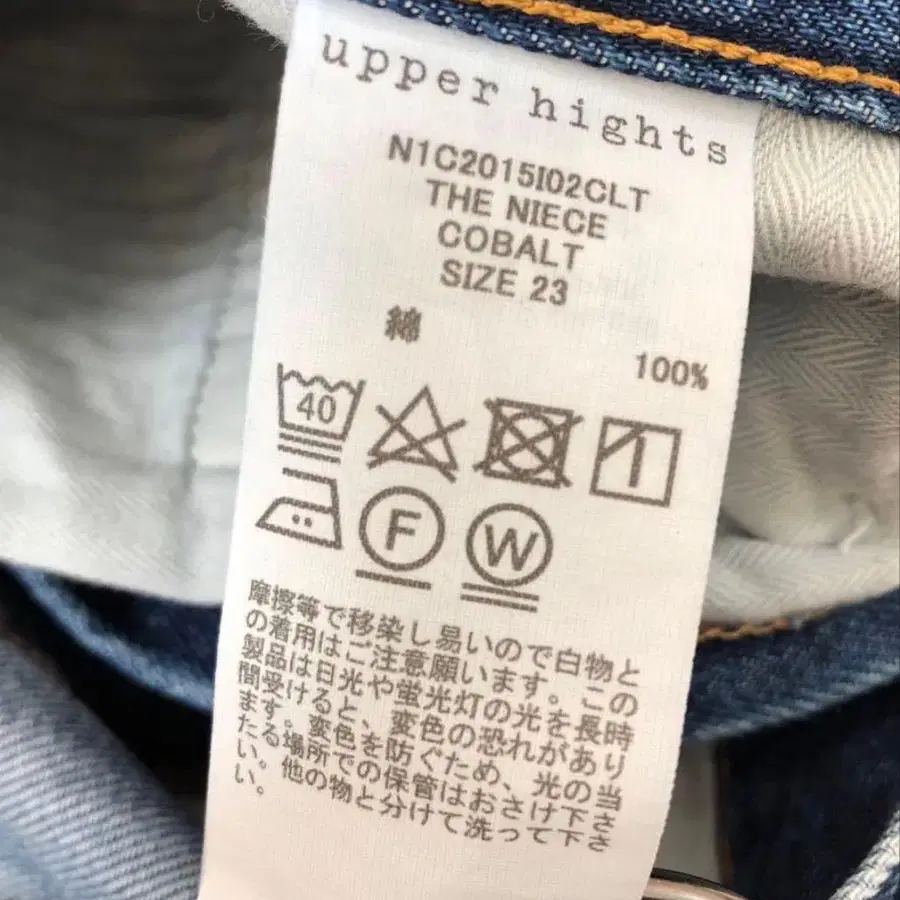 upper hights
N1C2015I02CLT
THE NIECE
COBALT
SIZE 23
綿
100%
40
F
W
摩擦等で移染し易いので白物と
の着用はご注意願います。この
製品は日光や蛍光灯の光を長時
間受けると、変色の恐れがあり
ます。変色を防ぐため、光の当
たる場所での保管はおさけ下さ
い。他の物と分けて洗って下さ
い。